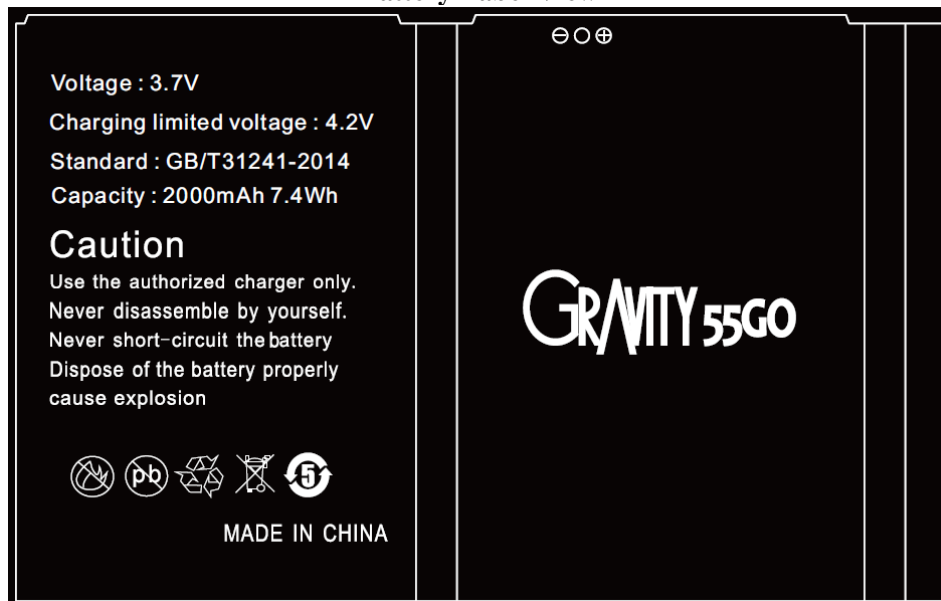 Voltage : 3.7V
Charging limited voltage : 4.2V
Standard : GB/T31241-2014
Capacity : 2000mAh 7.4Wh
Caution
Use the authorized charger only.
Never disassemble by yourself.
Never short-circuit the battery
Dispose of the battery properly
cause explosion
pb
5
MADE IN CHINA
GRAVITY 55GO